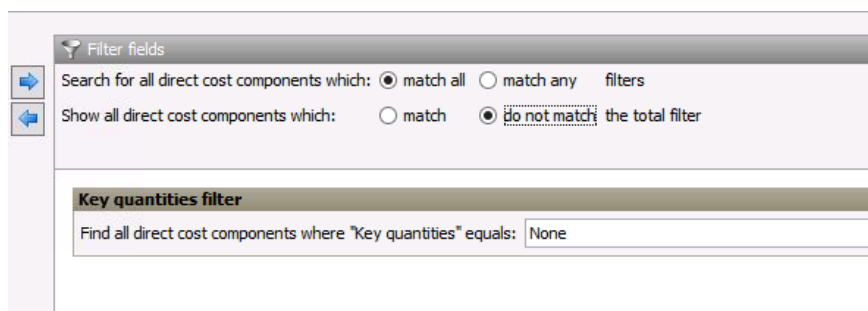 Filter fields
Search for all direct cost components which: match all match any filters
Show all direct cost components which: match do not match the total filter
Key quantities filter
Find all direct cost components where "Key quantities" equals: None